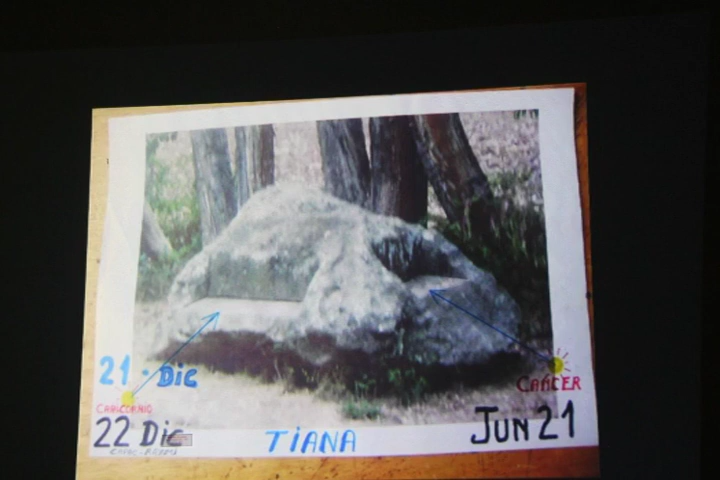 21 - Dic
CAPRICORNIO
22 Dic
TIANA
CANCER
JUN 21